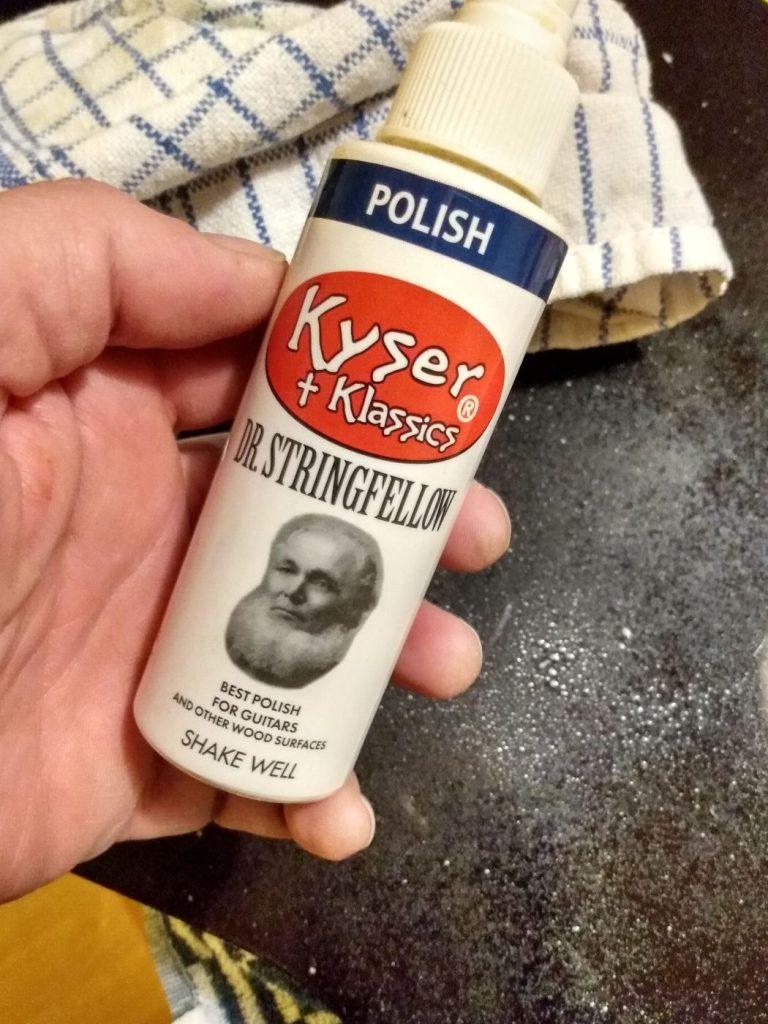 POLISH
Kyser®
+ Klassics
DR. STRINGFELLOW
BEST POLISH
FOR GUITARS
AND OTHER WOOD SURFACES
SHAKE WELL